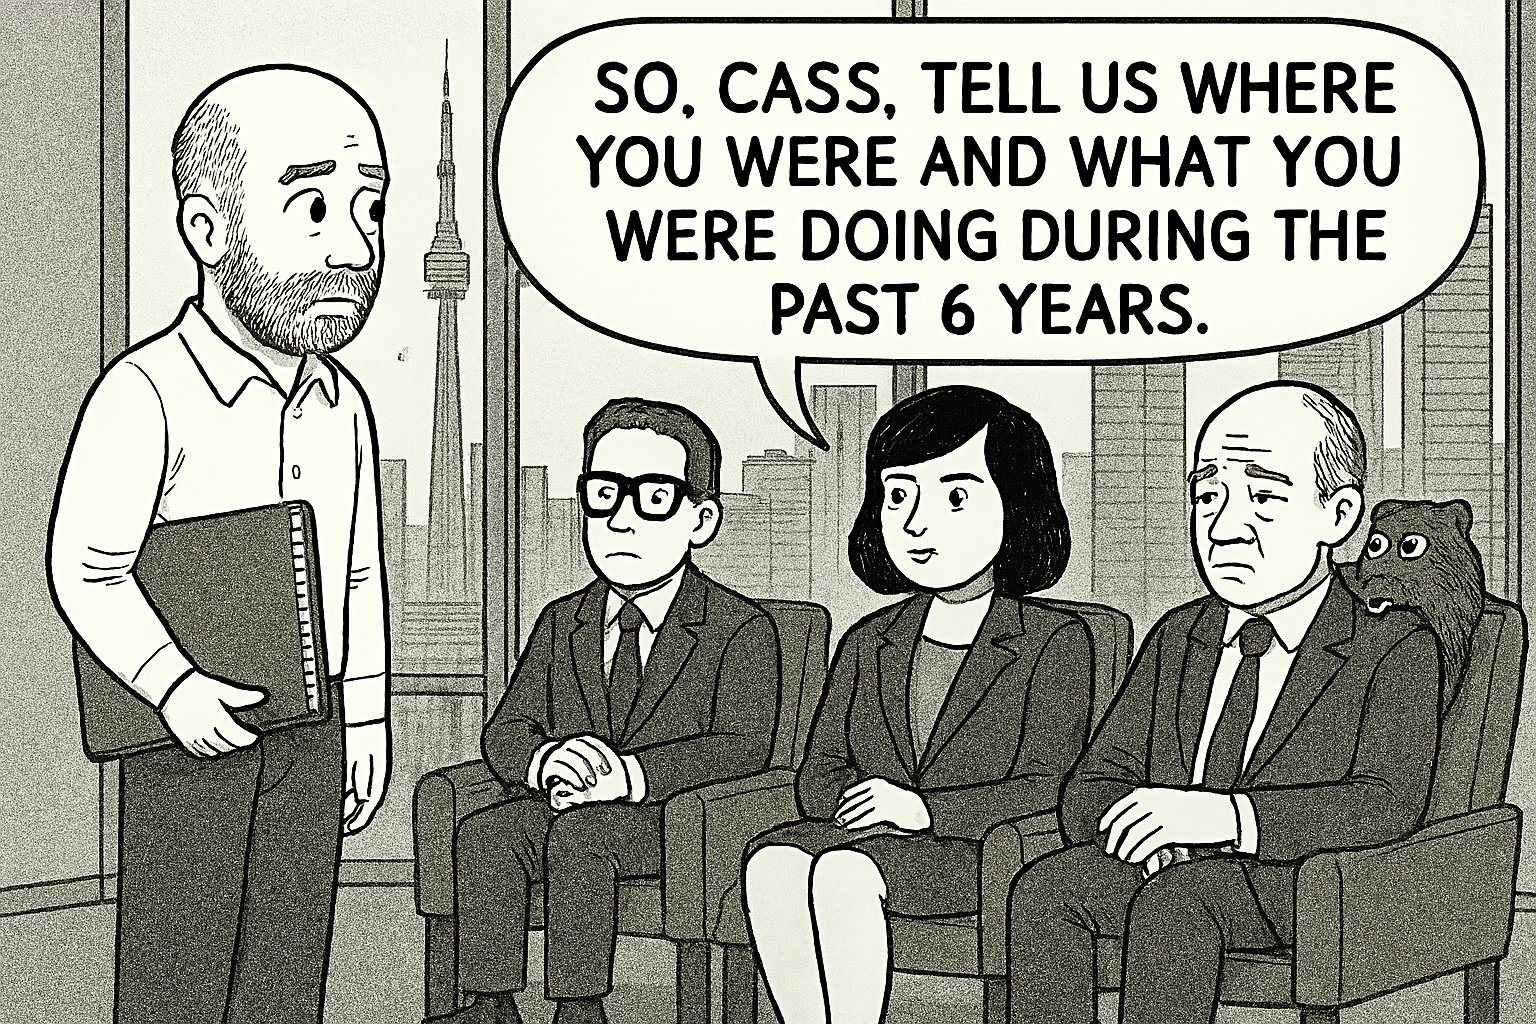 SO, CASS, TELL US WHERE
YOU WERE AND WHAT YOU
WERE DOING DURING THE
PAST 6 YEARS.